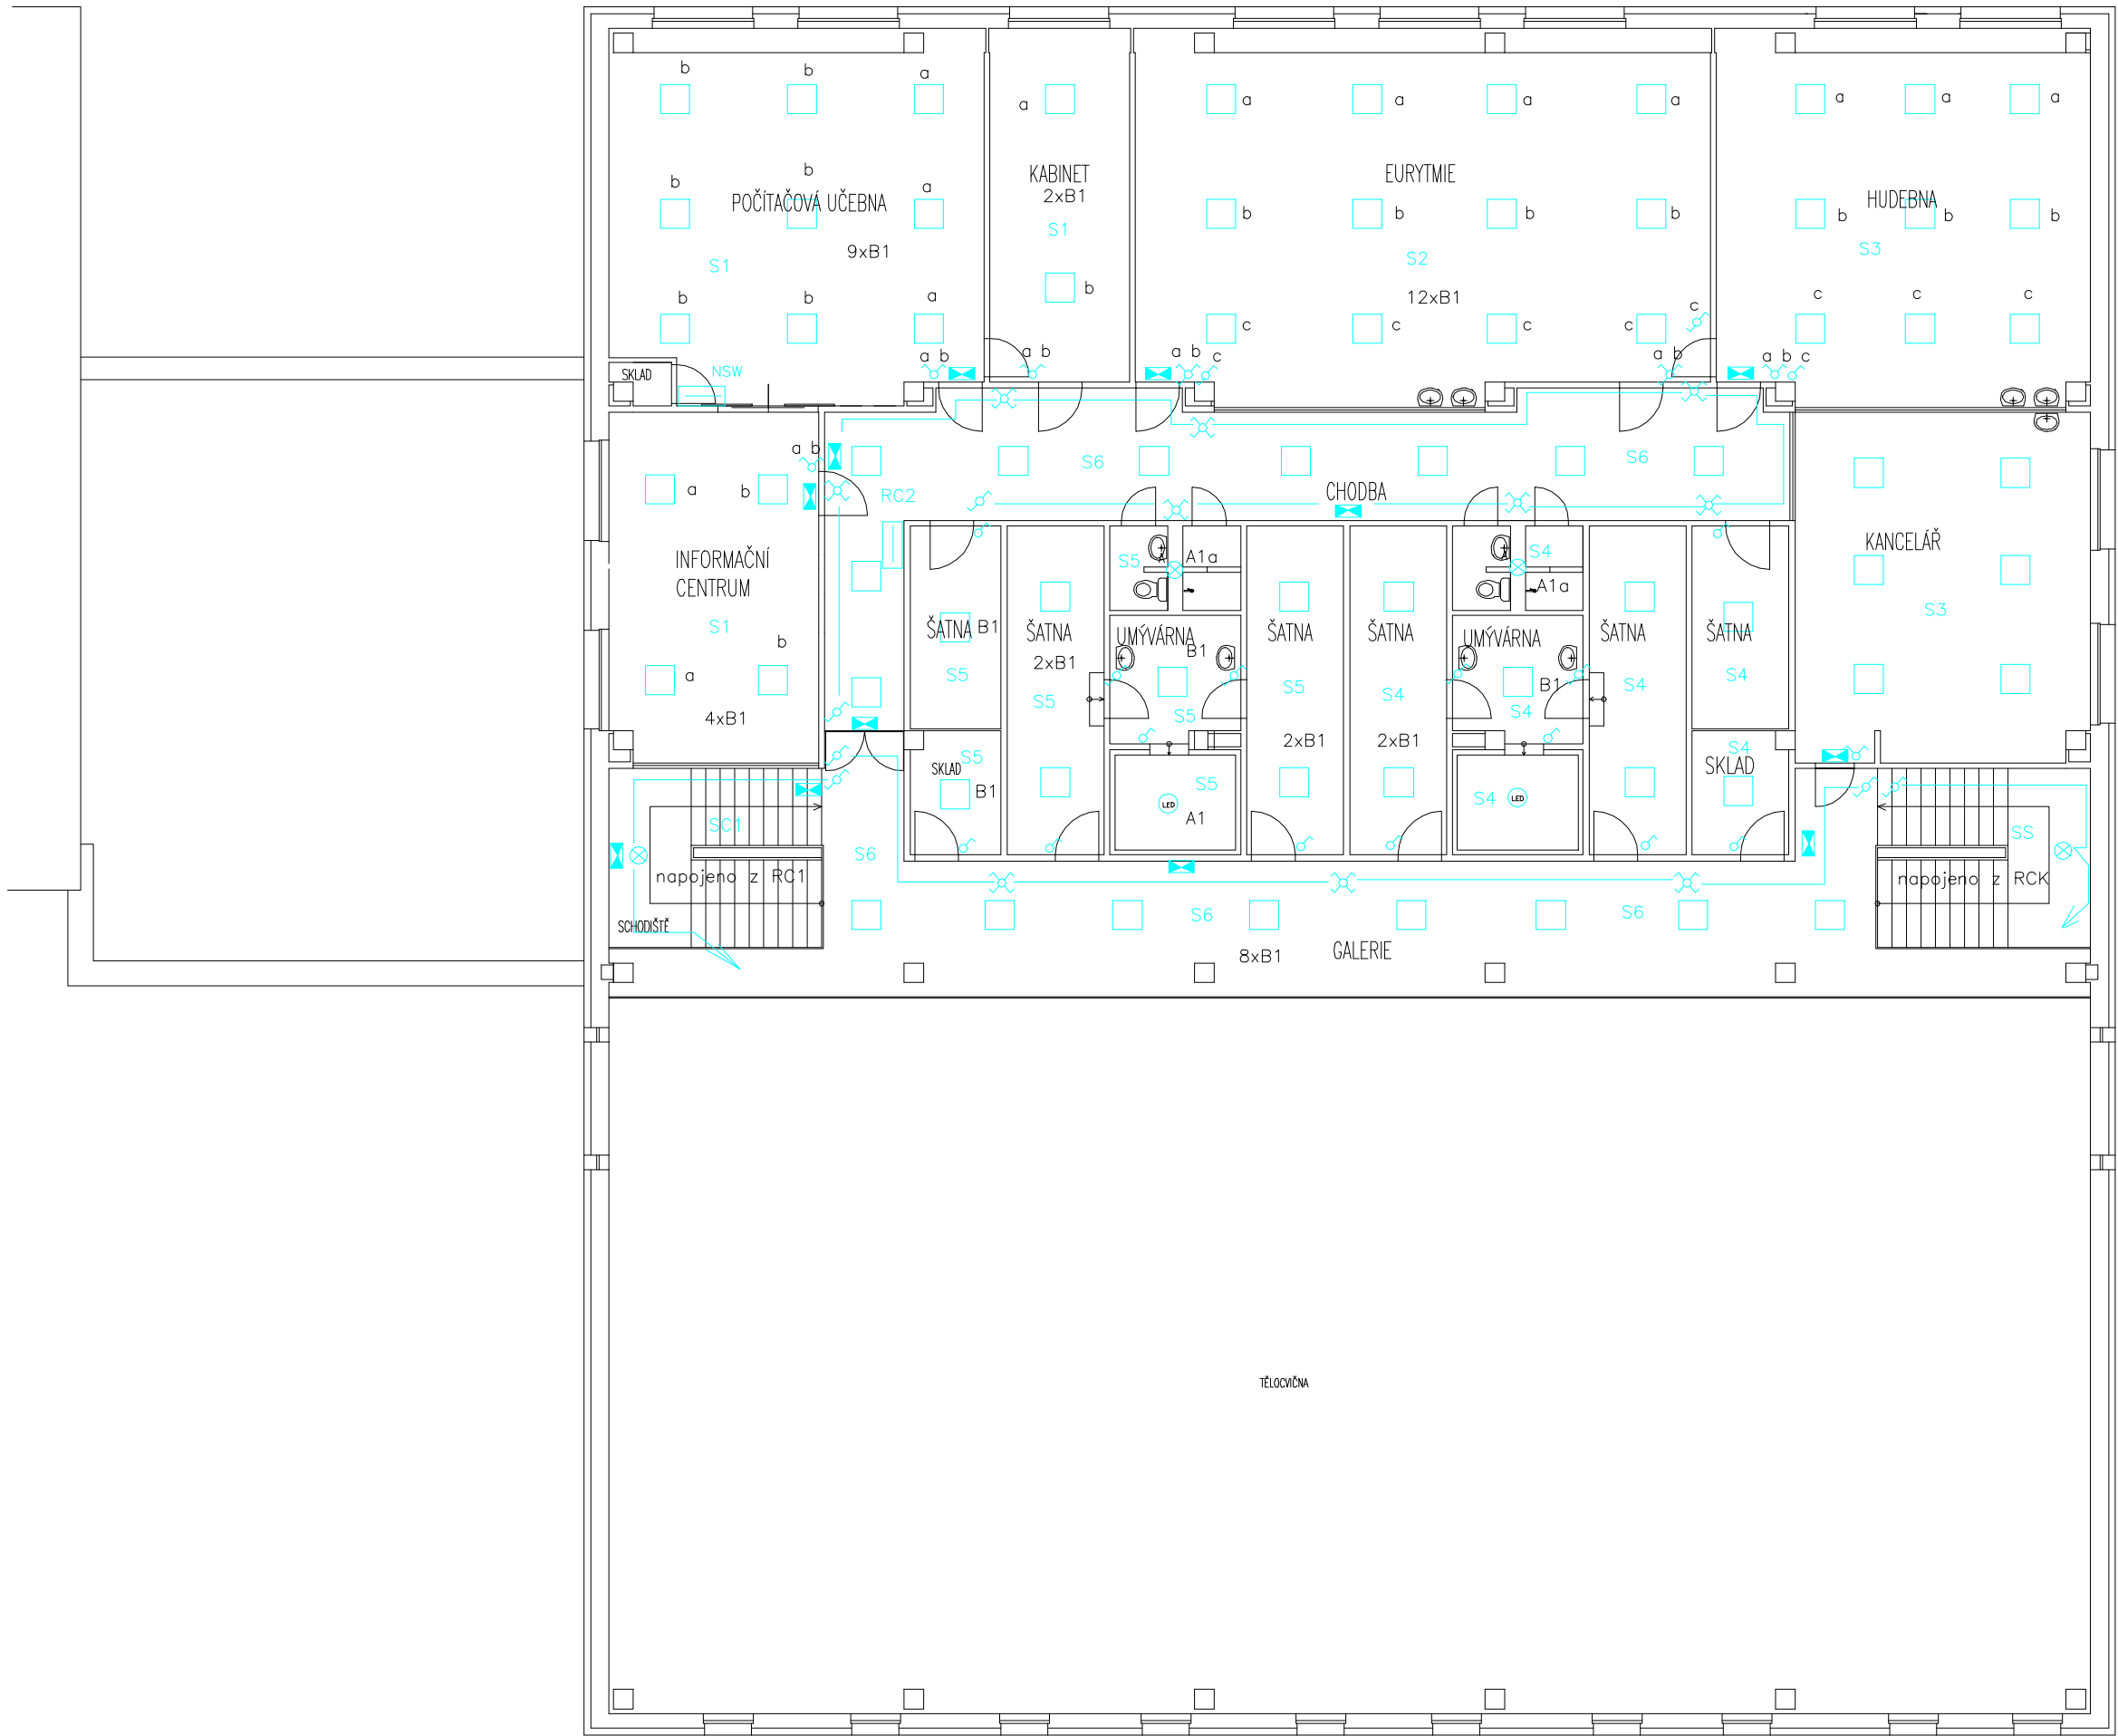 b
b
a
a
a
a
a
a
a
a
a
KABINET
2xB1
EURYTMIE
b
b
a
POČÍTAČOVÁ UČEBNA
HUDEBNA
b
b
b
b
b
b
b
S1
S2
S3
9xB1
S1
b
b
b
a
12xB1
c
c
c
c
c
c
c
c
SKLAD
NSW
a b
a b
a b
c
a b
a b c
a b
a
b
S6
S6
RC2
CHODBA
INFORMAČNÍ
CENTRUM
S1
b
a
4xB1
S5
A
A1a
A
S4
A1a
KANCELÁŘ
S3
ŠATNA B1
S5
ŠATNA
2xB1
S5
UMÝVÁRNA
B1
S5
ŠATNA
S5
2xB1
ŠATNA
S4
2xB1
UMÝVÁRNA
B1
S4
ŠATNA
S4
ŠATNA
S4
SKLAD
S5
B1
S5
LED
A1
S4
LED
S4
SKLAD
SC1
napojeno z RC1
SCHODIŠTĚ
S6
SS
napojeno z RCK
S6
S6
8xB1
GALERIE
TĚLOCVIČNA